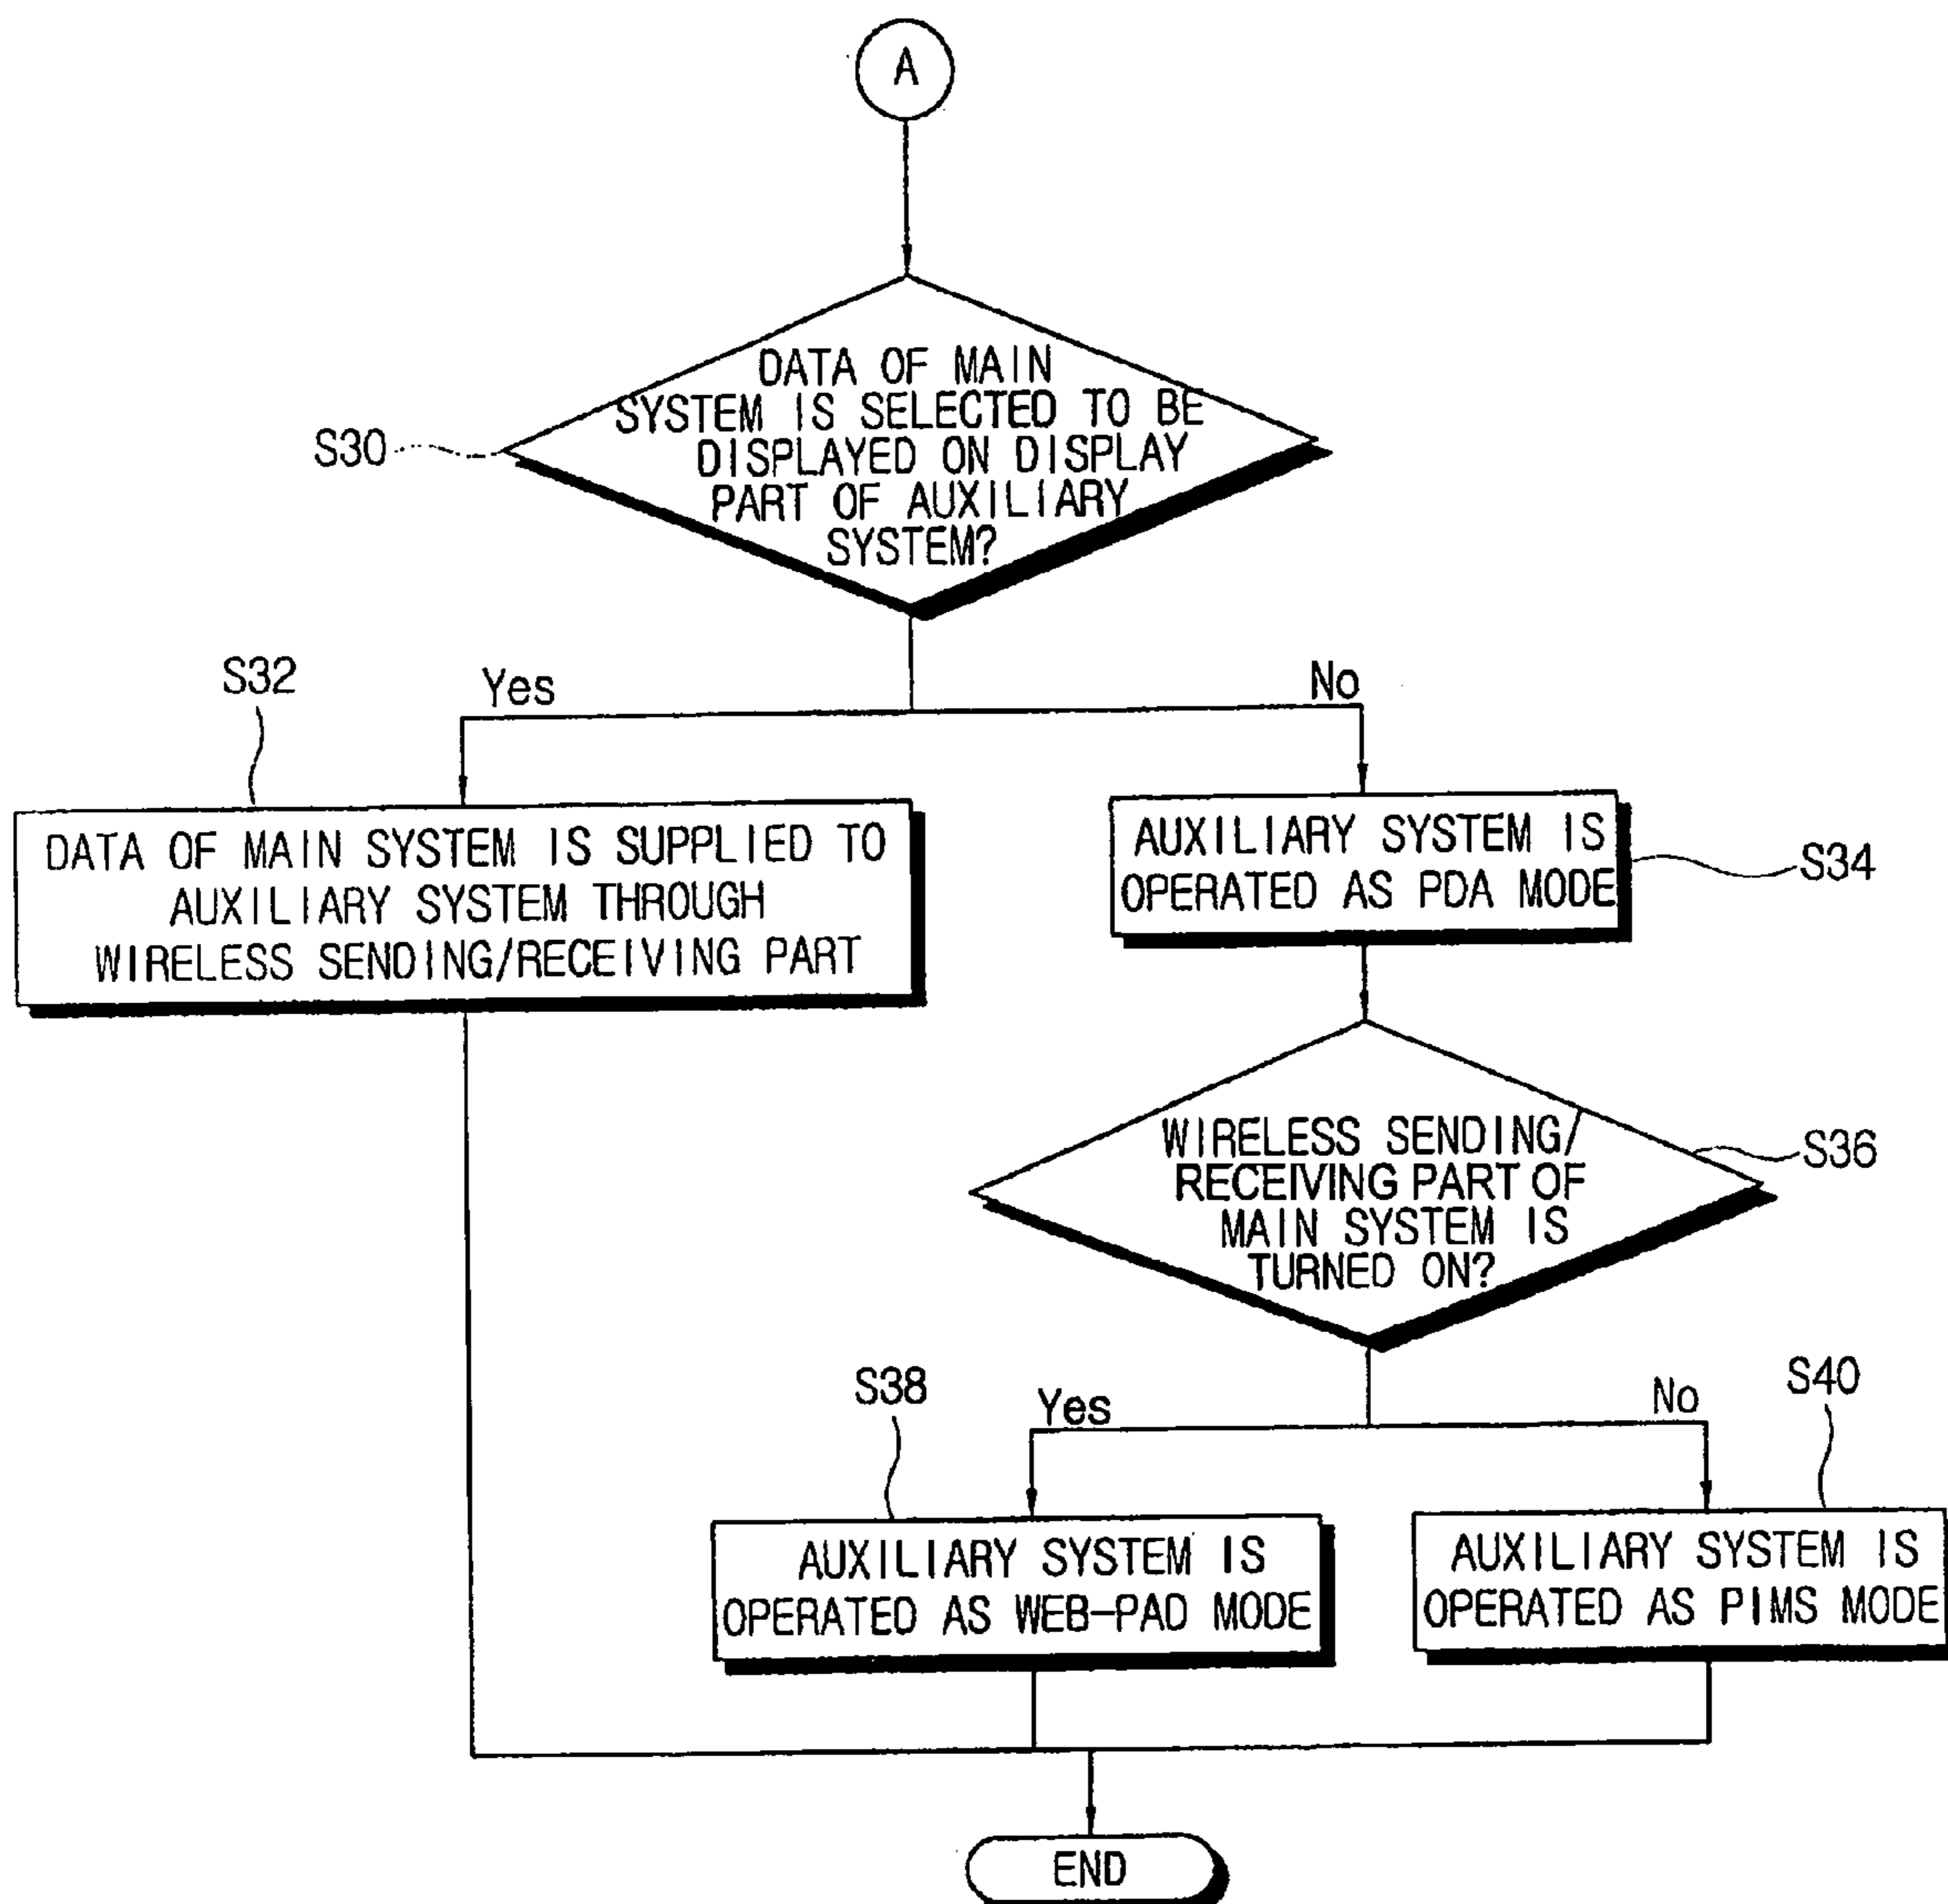 A
DATA OF MAIN
SYSTEM IS SELECTED TO BE
DISPLAYED ON DISPLAY
PART OF AUXILIARY
SYSTEM?
S30
Yes
No
S32
DATA OF MAIN SYSTEM IS SUPPLIED TO
AUXILIARY SYSTEM THROUGH
WIRELESS SENDING/RECEIVING PART
AUXILIARY SYSTEM IS
OPERATED AS PDA MODE
S34
WIRELESS SENDING/
RECEIVING PART OF
MAIN SYSTEM IS
TURNED ON?
S36
Yes
No
S38
AUXILIARY SYSTEM IS
OPERATED AS WEB-PAD MODE
S40
AUXILIARY SYSTEM IS
OPERATED AS PIMS MODE
END